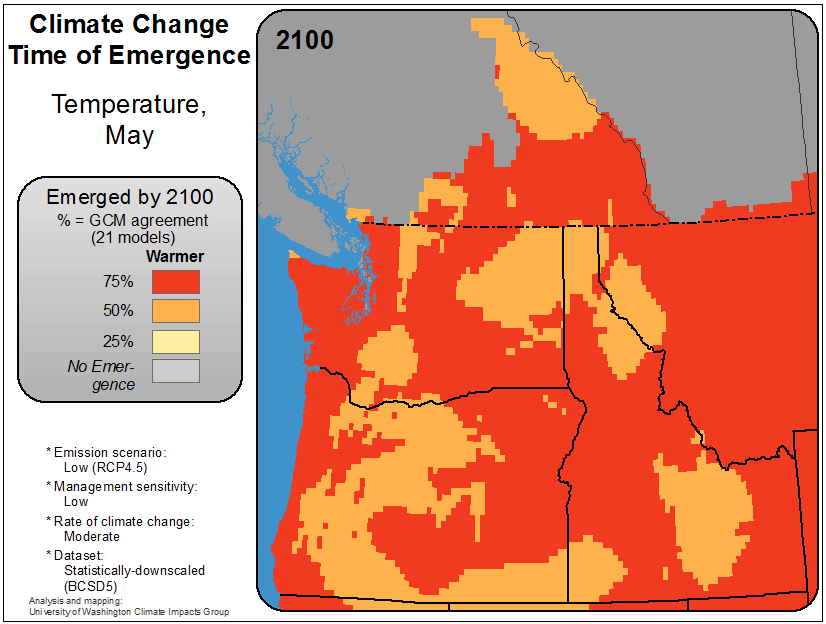 Climate Change
Time of Emergence
Temperature,
May
Emerged by 2100
% = GCM agreement
(21 models)
Warmer
75%
50%
25%
No Emer-
gence
* Emission scenario:
Low (RCP4.5)
* Management sensitivity:
Low
* Rate of climate change:
Moderate
* Dataset:
Statistically-downscaled
(BCSD5)
Analysis and mapping:
University of Washington Climate Impacts Group
2100